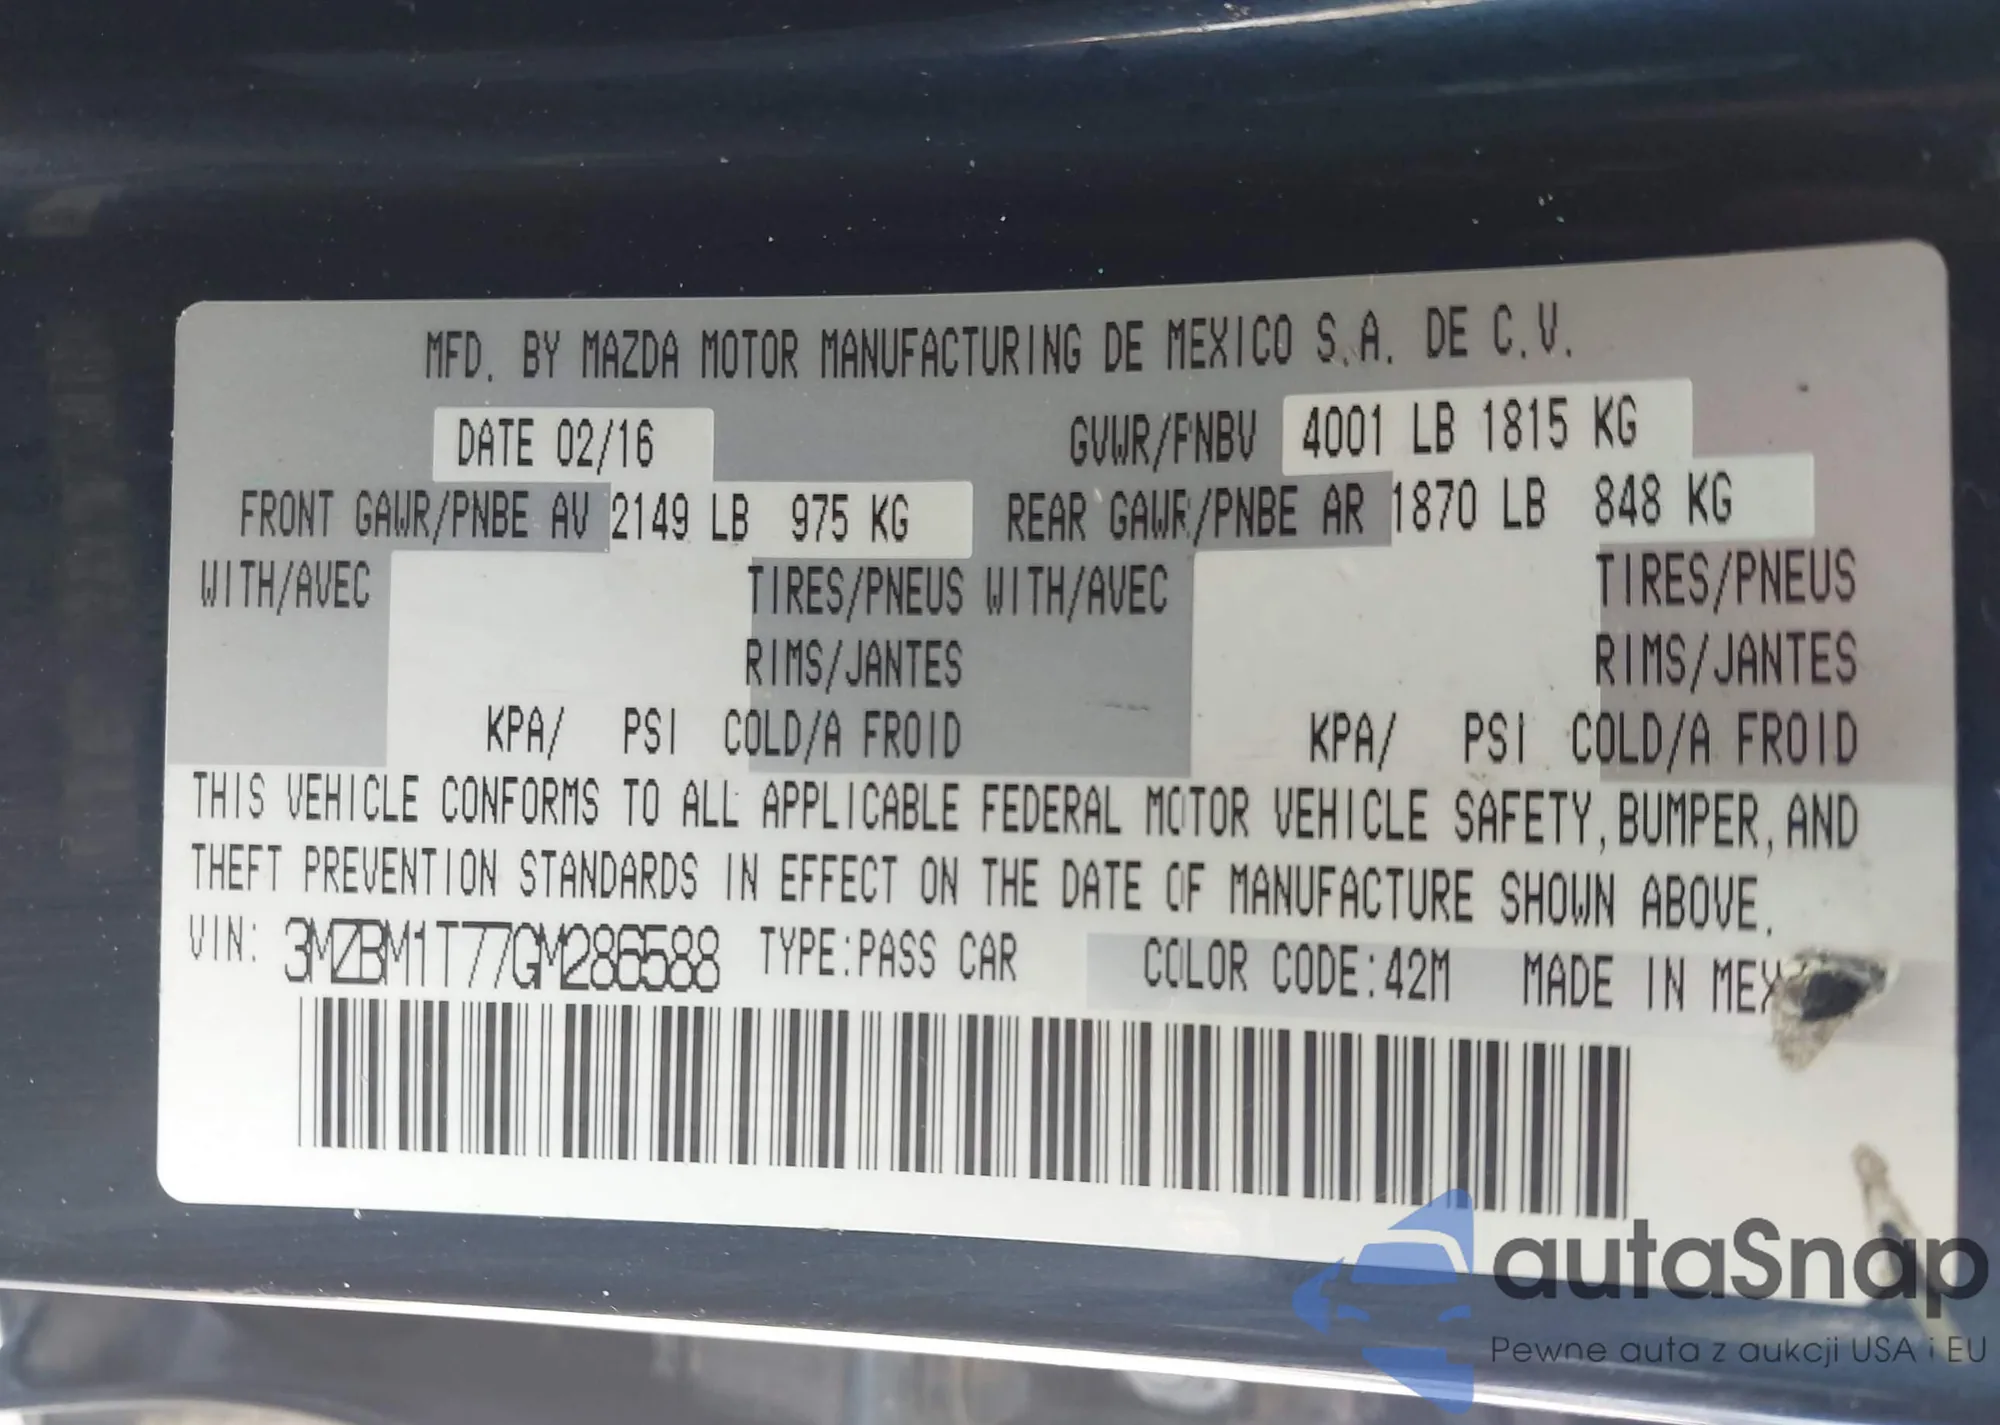 MFD. BY MAZDA MOTOR MANUFACTURING DE MEXICO S.A. DE C.V.
DATE 02/16 GVWR/PNBV 4001 LB 1815 KG
FRONT GAWR/PNBE AV 2149 LB 975 KG REAR GAWR/PNBE AR 1870 LB 848 KG
WITH/AVEC TIRES/PNEUS WITH/AVEC TIRES/PNEUS
RIMS/JANTES RIMS/JANTES
KPA/ PSI COLD/A FROID KPA/ PSI COLD/A FROID
THIS VEHICLE CONFORMS TO ALL APPLICABLE FEDERAL MOTOR VEHICLE SAFETY, BUMPER, AND
THEFT PREVENTION STANDARDS IN EFFECT ON THE DATE OF MANUFACTURE SHOWN ABOVE.
VIN: 3MZBM1T77GM286588 TYPE:PASS CAR COLOR CODE:42M MADE IN MEX
autaSnap
Pewne auta z aukcji USA i EU